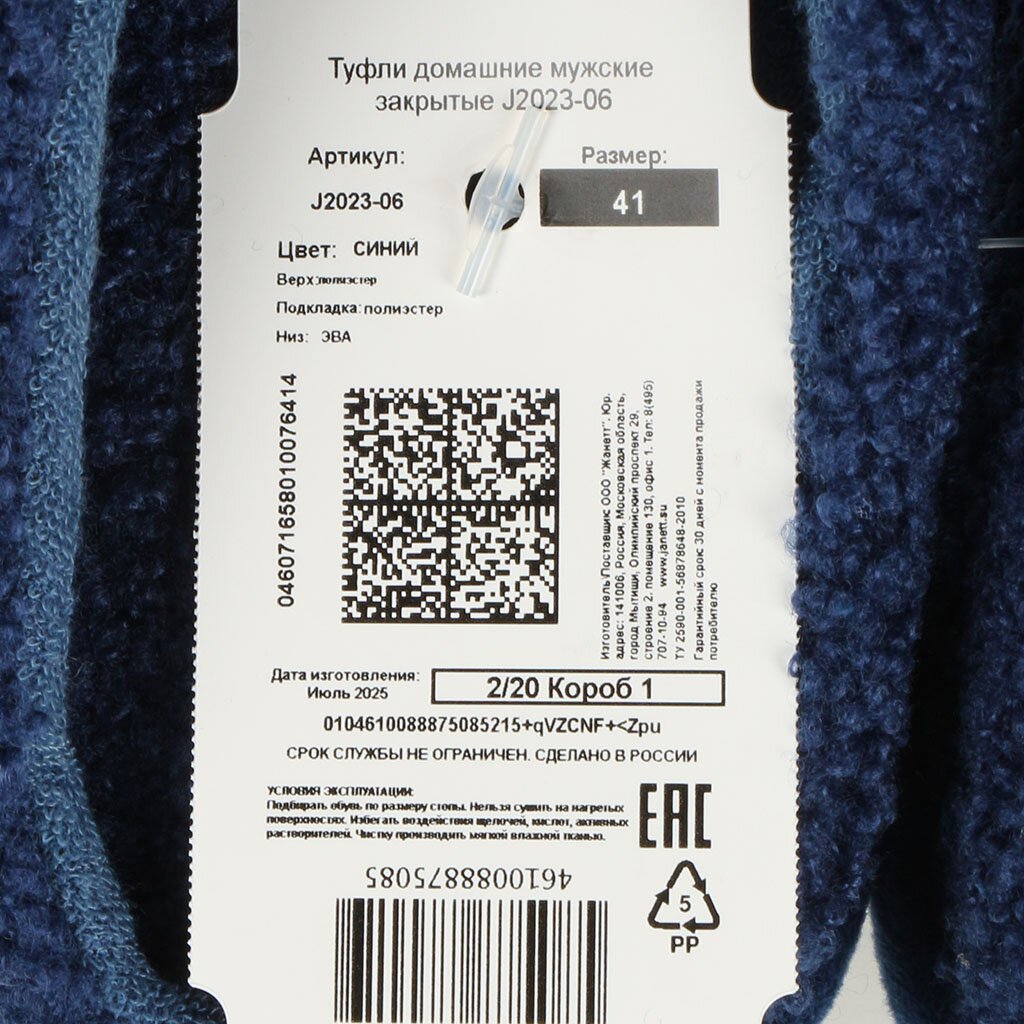 Туфли домашние мужские
закрытые J2023-06
Артикул:
J2023-06
Размер:
41
Цвет: СИНИЙ
Верх:полиэстер
Подкладка: полиэстер
Низ: ЭВА
04607165801007641​4
Изготовитель\Поставщик: ООО "Жанетт". Юр.
адрес: 141006, Россия, Московская область,
город Мытищи, Олимпийский проспект 29,
строение 2, помещение 130, офис 1. Тел: 8(495)
707-10-94 www.janett.su
ТУ 2590-001-56878648-2010
Гарантийный срок: 30 дней с момента продажи
потребителю
Дата изготовления:
Июль 2025
2/20 Короб 1
0104610088875085215+qVZCNF+<Zpu
СРОК СЛУЖБЫ НЕ ОГРАНИЧЕН. СДЕЛАНО В РОССИИ
УСЛОВИЯ ЭКСПЛУАТАЦИИ:
Подбирать обувь по размеру стопы. Нельзя сушить на нагретых
поверхностях. Избегать воздействия щелочей, кислот, активных
растворителей. Чистку производить мягкой влажной тканью.
EAC
4610088875085
5
PP